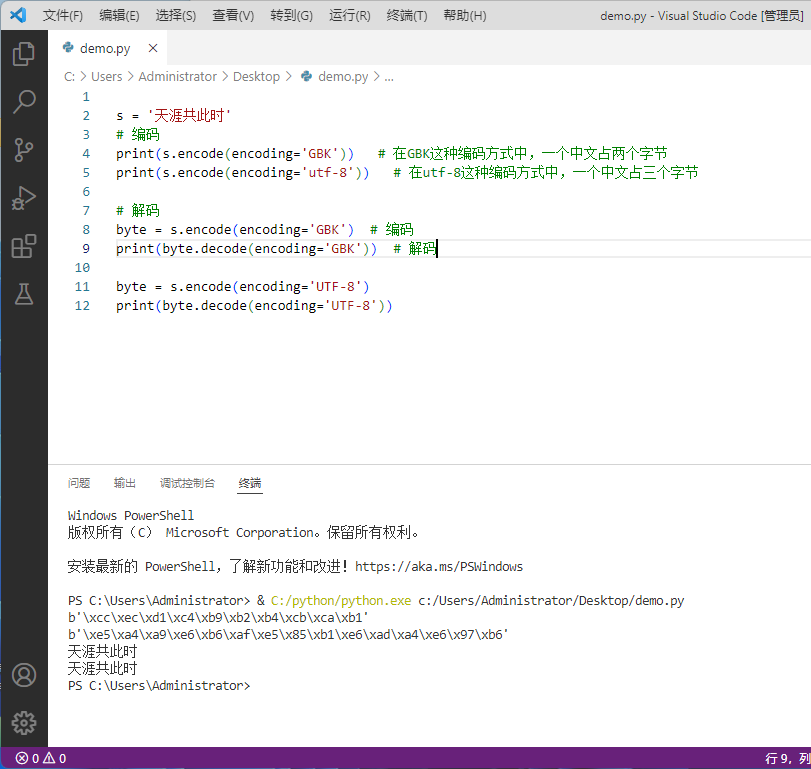 文件(F) 编辑(E) 选择(S) 查看(V) 转到(G) 运行(R) 终端(T) 帮助(H) demo.py - Visual Studio Code [管理员]
demo.py
C: > Users > Administrator > Desktop > demo.py > ...
1
2 s = '天涯共此时'
3 # 编码
4 print(s.encode(encoding='GBK')) # 在GBK这种编码方式中，一个中文占两个字节
5 print(s.encode(encoding='utf-8')) # 在utf-8这种编码方式中，一个中文占三个字节
6
7 # 解码
8 byte = s.encode(encoding='GBK') # 编码
9 print(byte.decode(encoding='GBK')) # 解码
10
11 byte = s.encode(encoding='UTF-8')
12 print(byte.decode(encoding='UTF-8'))
问题 输出 调试控制台 终端
Windows PowerShell
版权所有（C） Microsoft Corporation。保留所有权利。
安装最新的 PowerShell，了解新功能和改进！https://aka.ms/PSWindows
PS C:\Users\Administrator> & C:/python/python.exe c:/Users/Administrator/Desktop/demo.py
b'\xcc\xec\xd1\xc4\xb9\xb2\xb4\xcb\xca\xb1'
b'\xe5\xa4\xa9\xe6\xb6\xaf\xe5\x85\xb1\xe6\xad\xa4\xe6\x97\xb6'
天涯共此时
天涯共此时
PS C:\Users\Administrator>
0 0 行 9，列